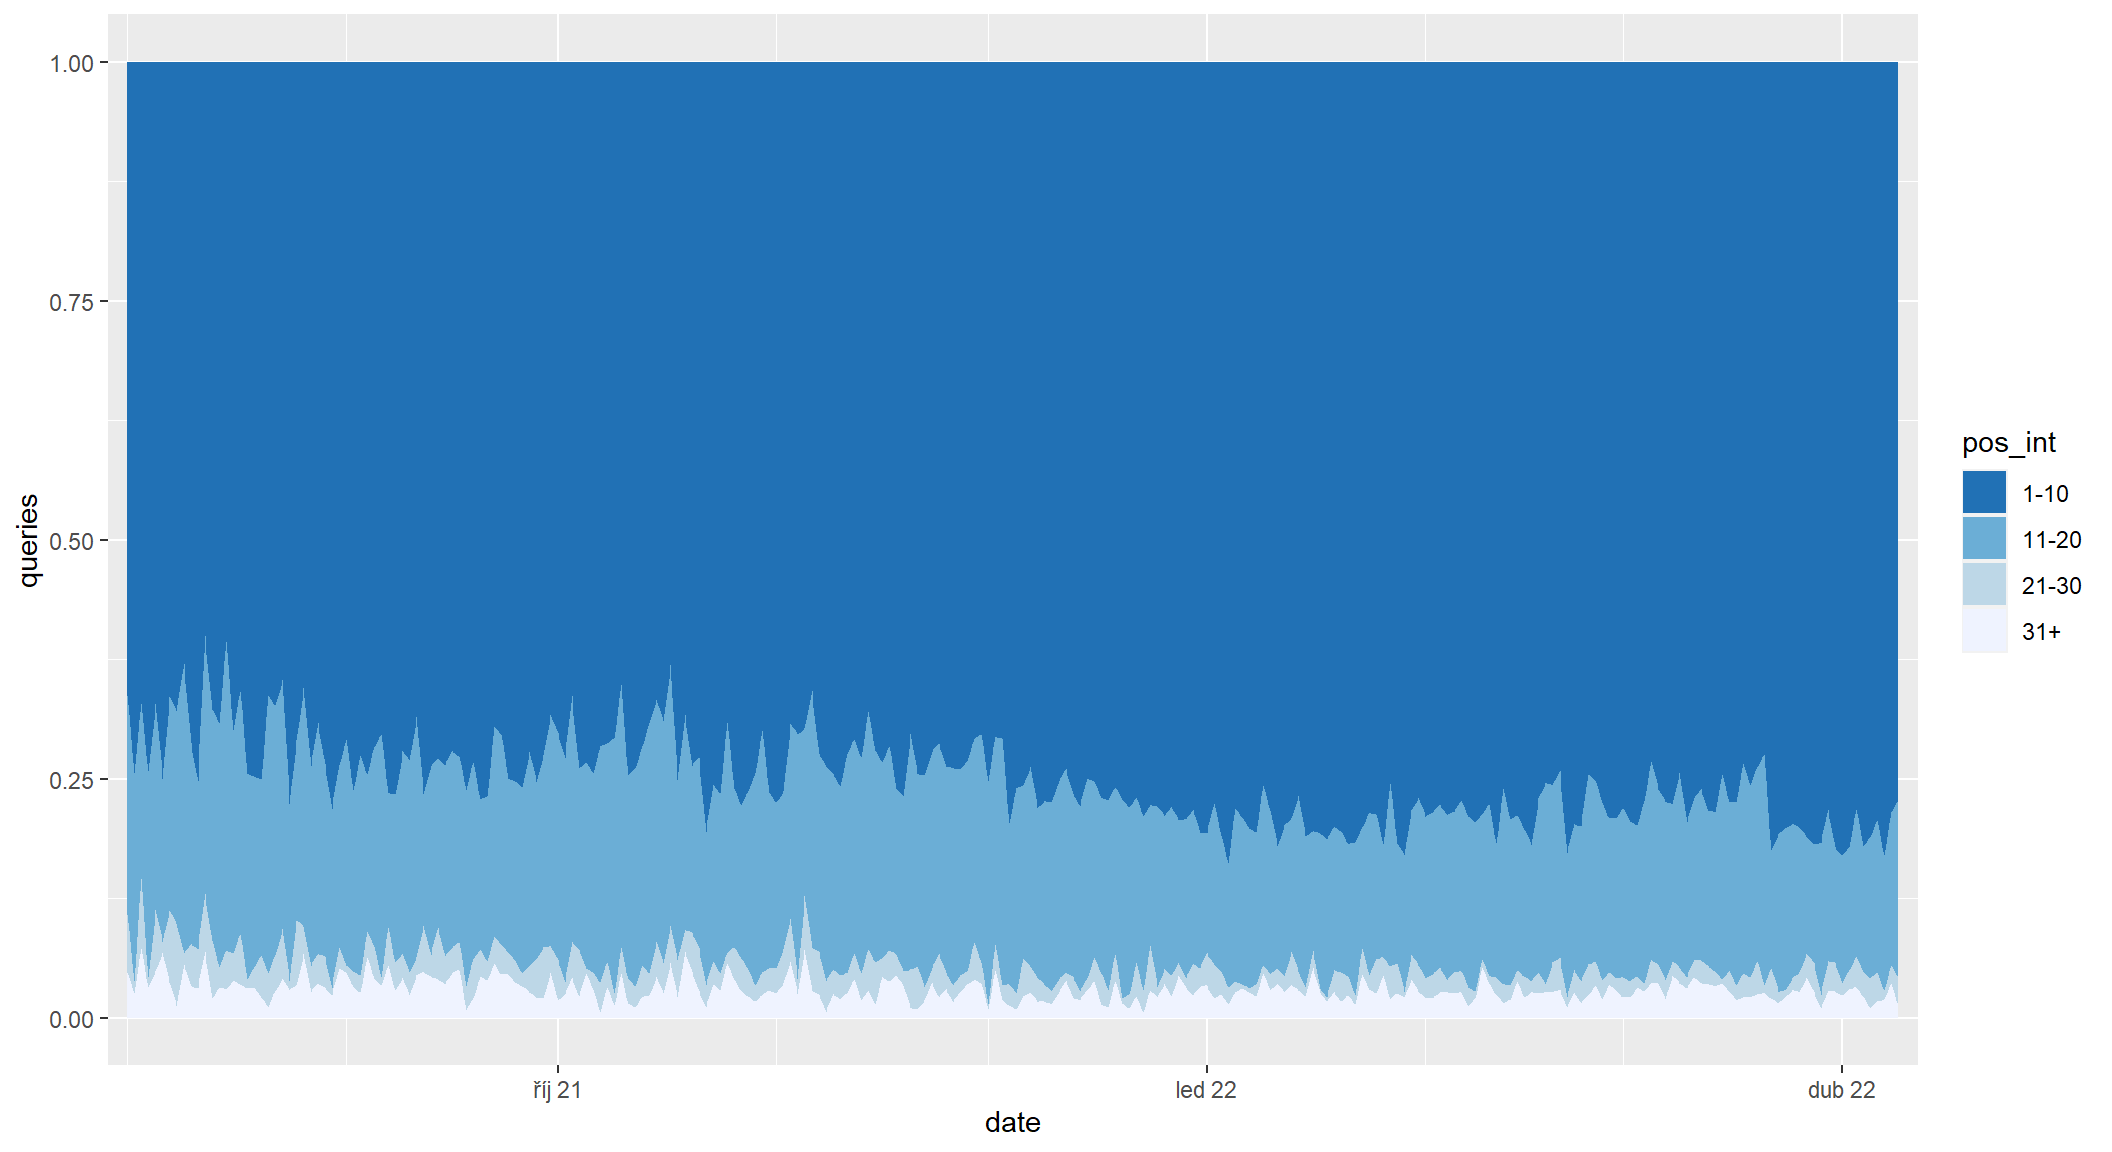 1.00
0.75
0.50
0.25
0.00
queries
říj 21
led 22
dub 22
date
pos_int
1-10
11-20
21-30
31+